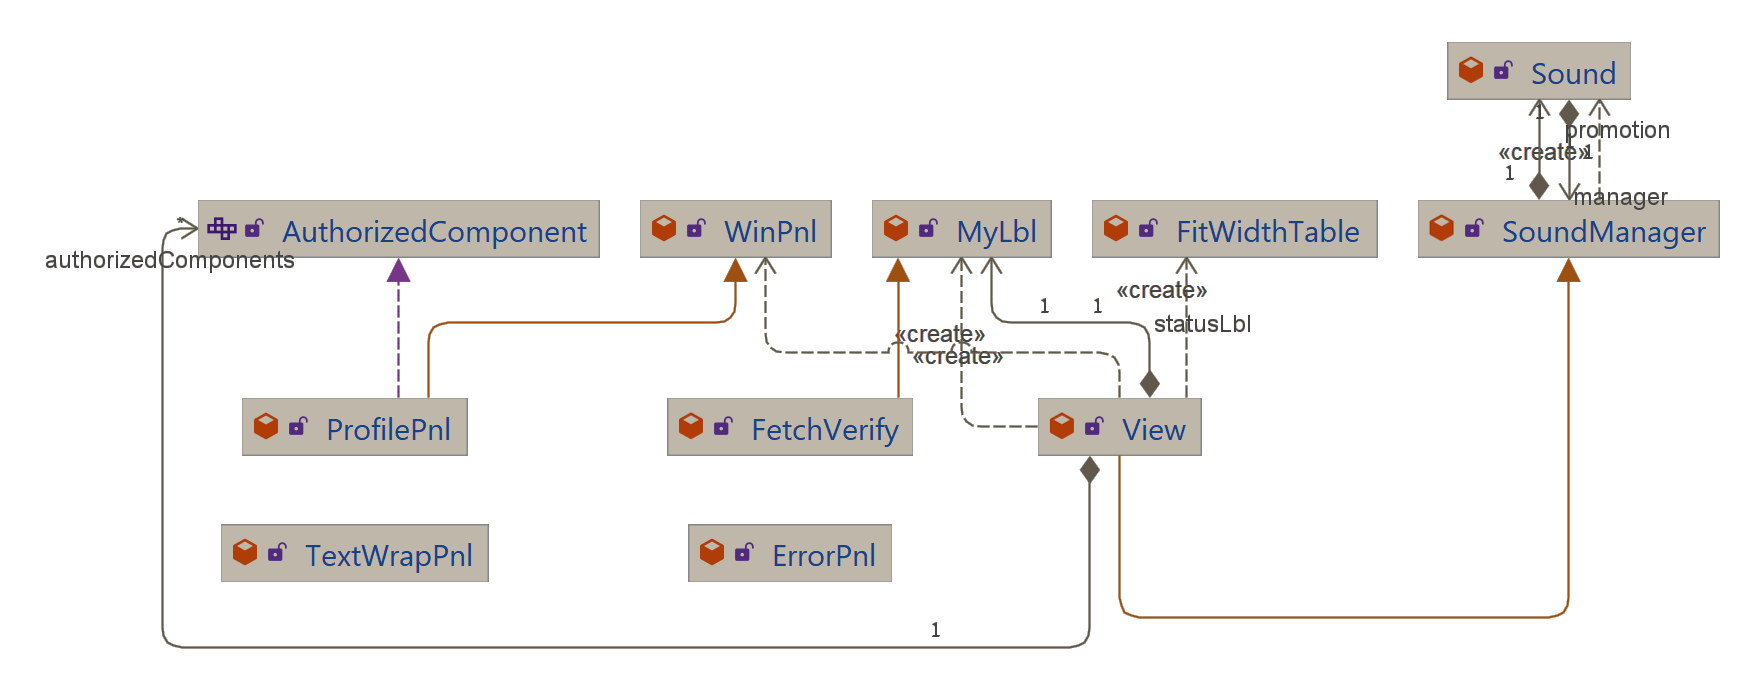 Sound
1
promotion
«create»
1
1
manager
*
AuthorizedComponent
WinPnl
MyLbl
FitWidthTable
SoundManager
authorizedComponents
«create»
1
1
statusLbl
«create»
«create»
ProfilePnl
FetchVerify
View
TextWrapPnl
ErrorPnl
1